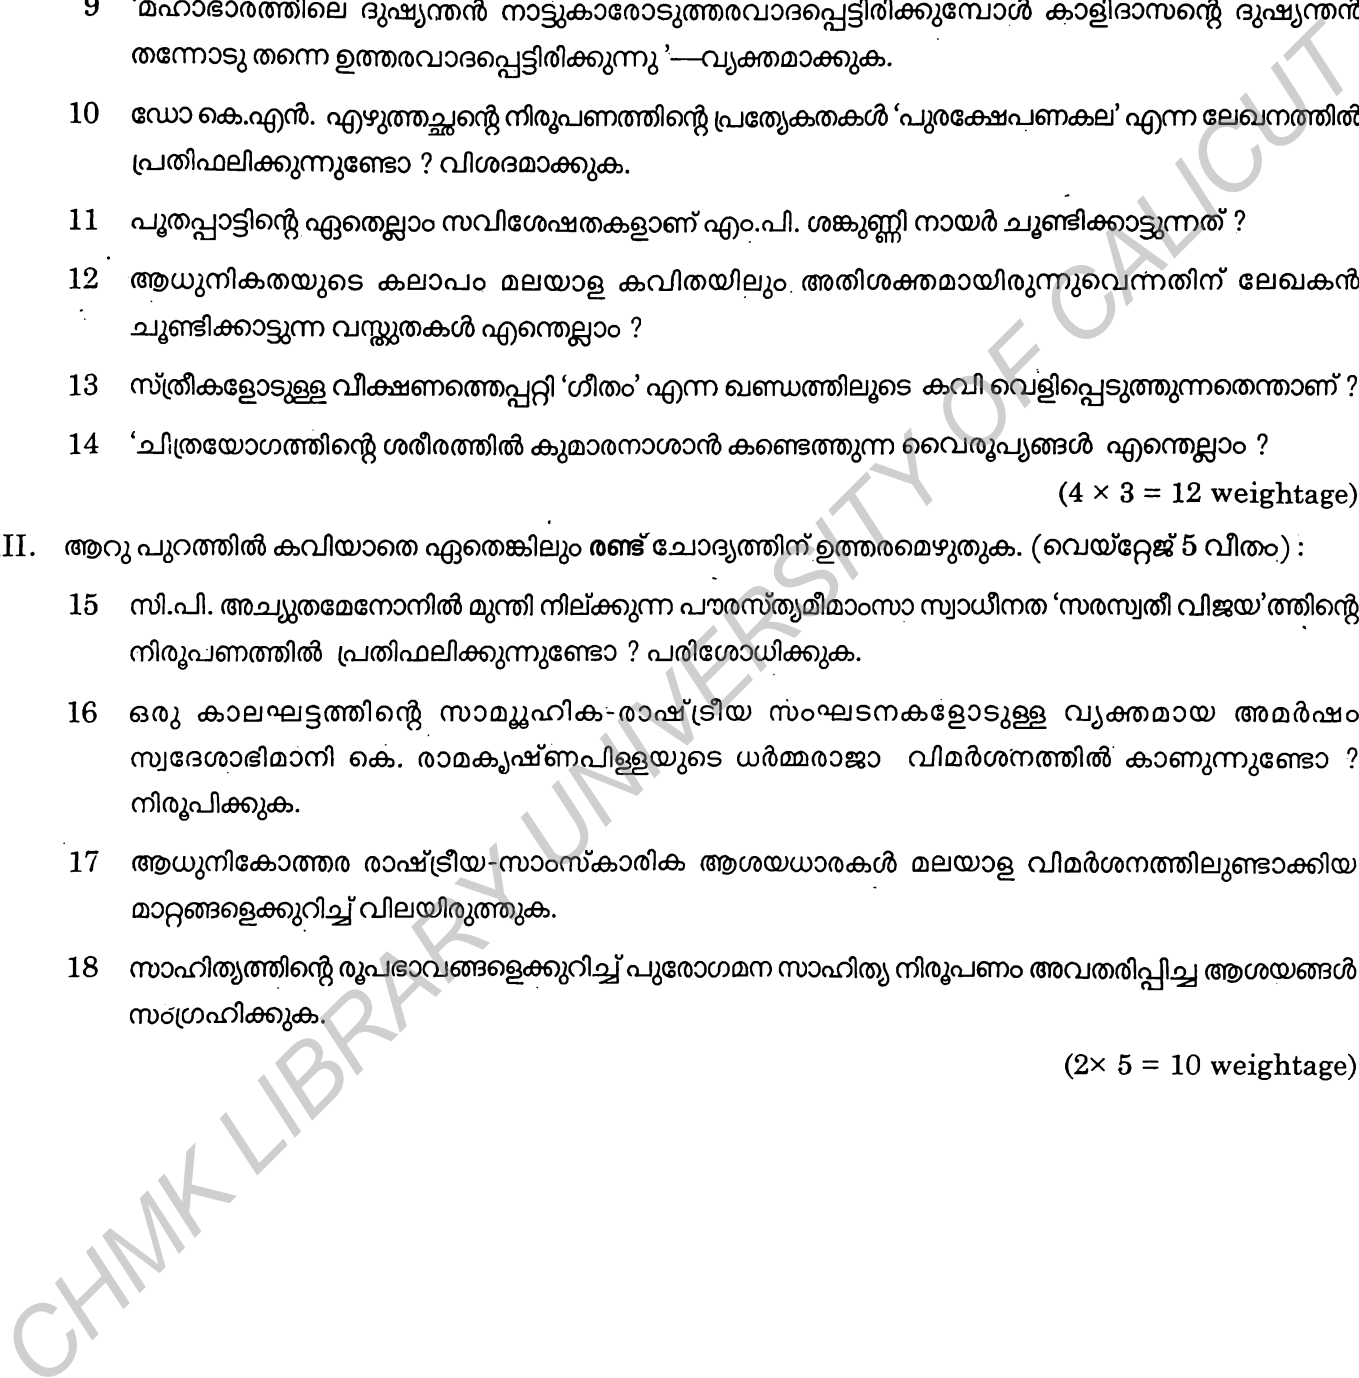 9 'മഹാഭാരത്തിലെ ദുഷ്യന്തൻ നാട്ടുകാരോടുത്തരവാദപ്പെട്ടിരിക്കുമ്പോൾ കാളിദാസന്റെ ദുഷ്യന്തൻ
തന്നോടു തന്നെ ഉത്തരവാദപ്പെട്ടിരിക്കുന്നു '—വ്യക്തമാക്കുക.
10 ഡോ കെ.എൻ. എഴുത്തച്ഛന്റെ നിരൂപണത്തിന്റെ പ്രത്യേകതകൾ 'പുരക്ഷേപണകല' എന്ന ലേഖനത്തിൽ
പ്രതിഫലിക്കുന്നുണ്ടോ ? വിശദമാക്കുക.
11 പൂതപ്പാട്ടിന്റെ ഏതെല്ലാം സവിശേഷതകളാണ് എം.പി. ശങ്കുണ്ണി നായർ ചൂണ്ടിക്കാട്ടുന്നത് ?
12 ആധുനികതയുടെ കലാപം മലയാള കവിതയിലും അതിശക്തമായിരുന്നുവെന്നതിന് ലേഖകൻ
ചൂണ്ടിക്കാട്ടുന്ന വസ്തുതകൾ എന്തെല്ലാം ?
13 സ്ത്രീകളോടുള്ള വീക്ഷണത്തെപ്പറ്റി 'ഗീതം' എന്ന ഖണ്ഡത്തിലൂടെ കവി വെളിപ്പെടുത്തുന്നതെന്താണ് ?
14 'ചിത്രയോഗത്തിന്റെ ശരീരത്തിൽ കുമാരനാശാൻ കണ്ടെത്തുന്ന വൈരൂപ്യങ്ങൾ എന്തെല്ലാം ?
(4 × 3 = 12 weightage)
II. ആറു പുറത്തിൽ കവിയാതെ ഏതെങ്കിലും രണ്ട് ചോദ്യത്തിന് ഉത്തരമെഴുതുക. (വെയ്റ്റേജ് 5 വീതം) :
15 സി.പി. അച്യുതമേനോനിൽ മുന്തി നില്ക്കുന്ന പൗരസ്ത്യമീമാംസാ സ്വാധീനത 'സരസ്വതീ വിജയ'ത്തിന്റെ
നിരൂപണത്തിൽ പ്രതിഫലിക്കുന്നുണ്ടോ ? പരിശോധിക്കുക.
16 ഒരു കാലഘട്ടത്തിന്റെ സാമൂഹിക-രാഷ്ട്രീയ സംഘടനകളോടുള്ള വ്യക്തമായ അമർഷം
സ്വദേശാഭിമാനി കെ. രാമകൃഷ്ണപിള്ളയുടെ ധർമ്മരാജാ വിമർശനത്തിൽ കാണുന്നുണ്ടോ ?
നിരൂപിക്കുക.
17 ആധുനികോത്തര രാഷ്ട്രീയ-സാംസ്കാരിക ആശയധാരകൾ മലയാള വിമർശനത്തിലുണ്ടാക്കിയ
മാറ്റങ്ങളെക്കുറിച്ച് വിലയിരുത്തുക.
18 സാഹിത്യത്തിന്റെ രൂപഭാവങ്ങളെക്കുറിച്ച് പുരോഗമന സാഹിത്യ നിരൂപണം അവതരിപ്പിച്ച ആശയങ്ങൾ
സംഗ്രഹിക്കുക.
(2× 5 = 10 weightage)
CHMK LIBRARY UNIVERSITY OF CALICUT